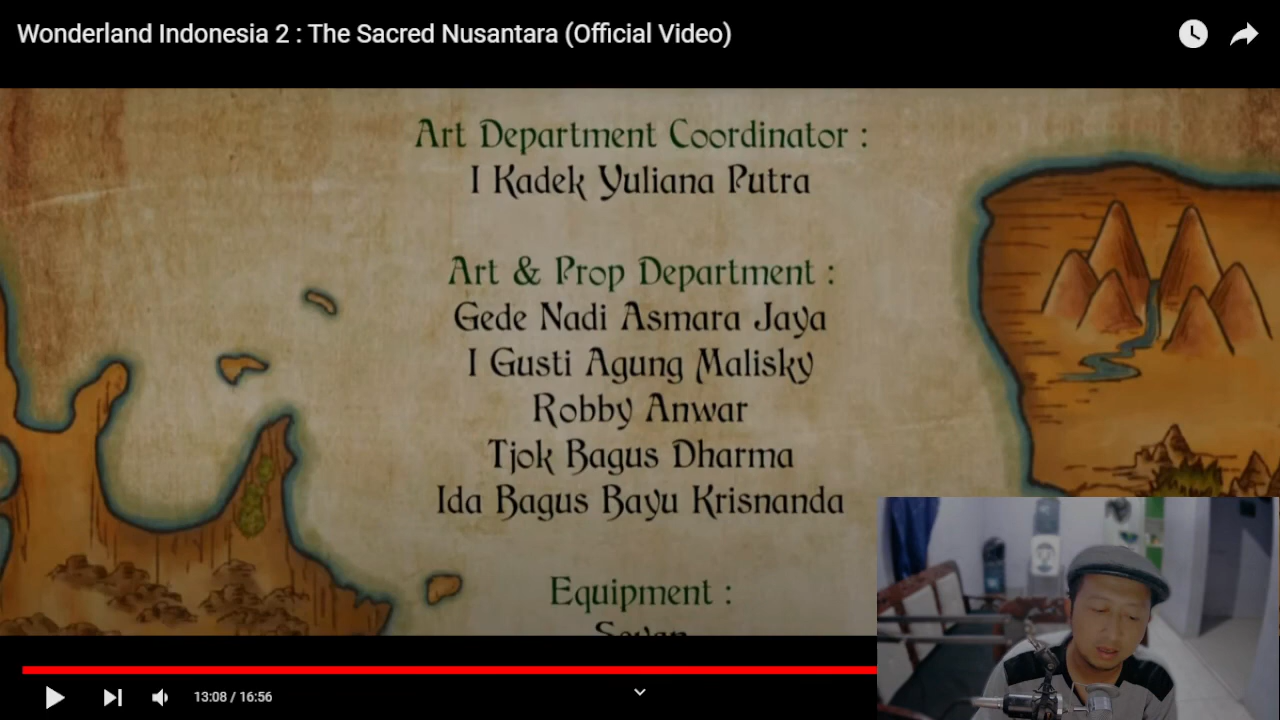 Wonderland Indonesia 2 : The Sacred Nusantara (Official Video)
Art Department Coordinator :
I Kadek Yuliana Putra
Art & Prop Department :
Gede Nadi Asmara Jaya
I Gusti Agung Malisky
Robby Anwar
Tjok Bagus Dharma
Ida Bagus Bayu Krisnanda
Equipment :
13:08 / 16:56